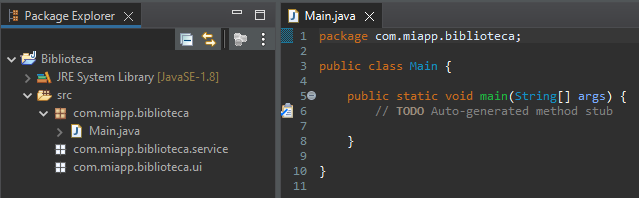 Package Explorer
Biblioteca
JRE System Library [JavaSE-1.8]
src
com.miapp.biblioteca
Main.java
com.miapp.biblioteca.service
com.miapp.biblioteca.ui
Main.java
1 package com.miapp.biblioteca;
2
3 public class Main {
4
5 public static void main(String[] args) {
6 // TODO Auto-generated method stub
7
8 }
9
10 }
11